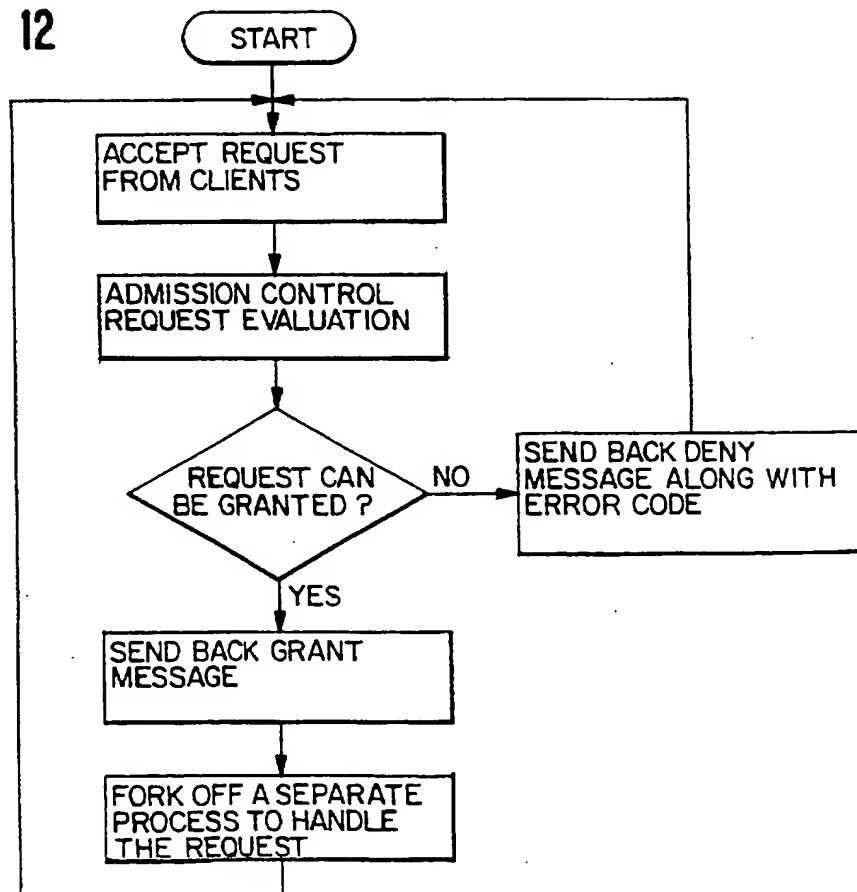 12
START
ACCEPT REQUEST
FROM CLIENTS
ADMISSION CONTROL
REQUEST EVALUATION
REQUEST CAN
BE GRANTED ?
NO
SEND BACK DENY
MESSAGE ALONG WITH
ERROR CODE
YES
SEND BACK GRANT
MESSAGE
FORK OFF A SEPARATE
PROCESS TO HANDLE
THE REQUEST